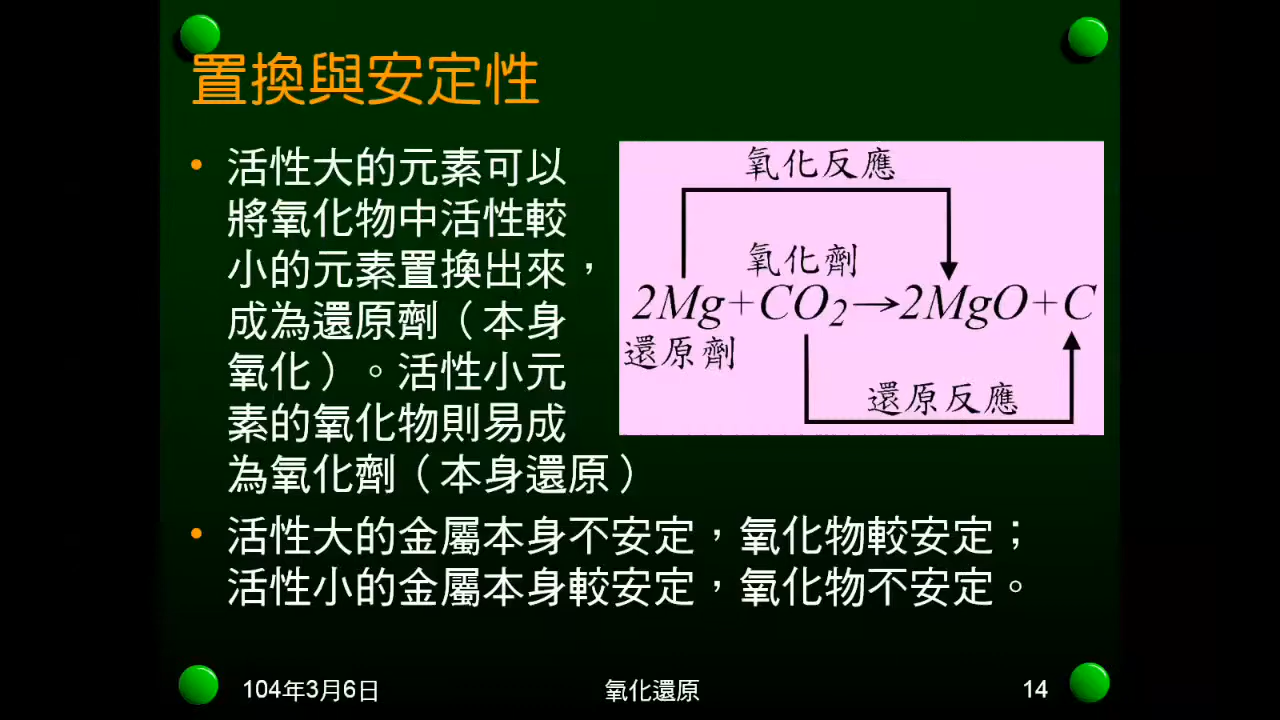 置換與安定性
• 活性大的元素可以
將氧化物中活性較
小的元素置換出來，
成為還原劑（本身
氧化）。活性小元
素的氧化物則易成
為氧化劑（本身還原）
氧化反應
氧化劑
2Mg+CO₂→2MgO+C
還原劑
還原反應
• 活性大的金屬本身不安定，氧化物較安定；
活性小的金屬本身較安定，氧化物不安定。
104年3月6日
氧化還原
14